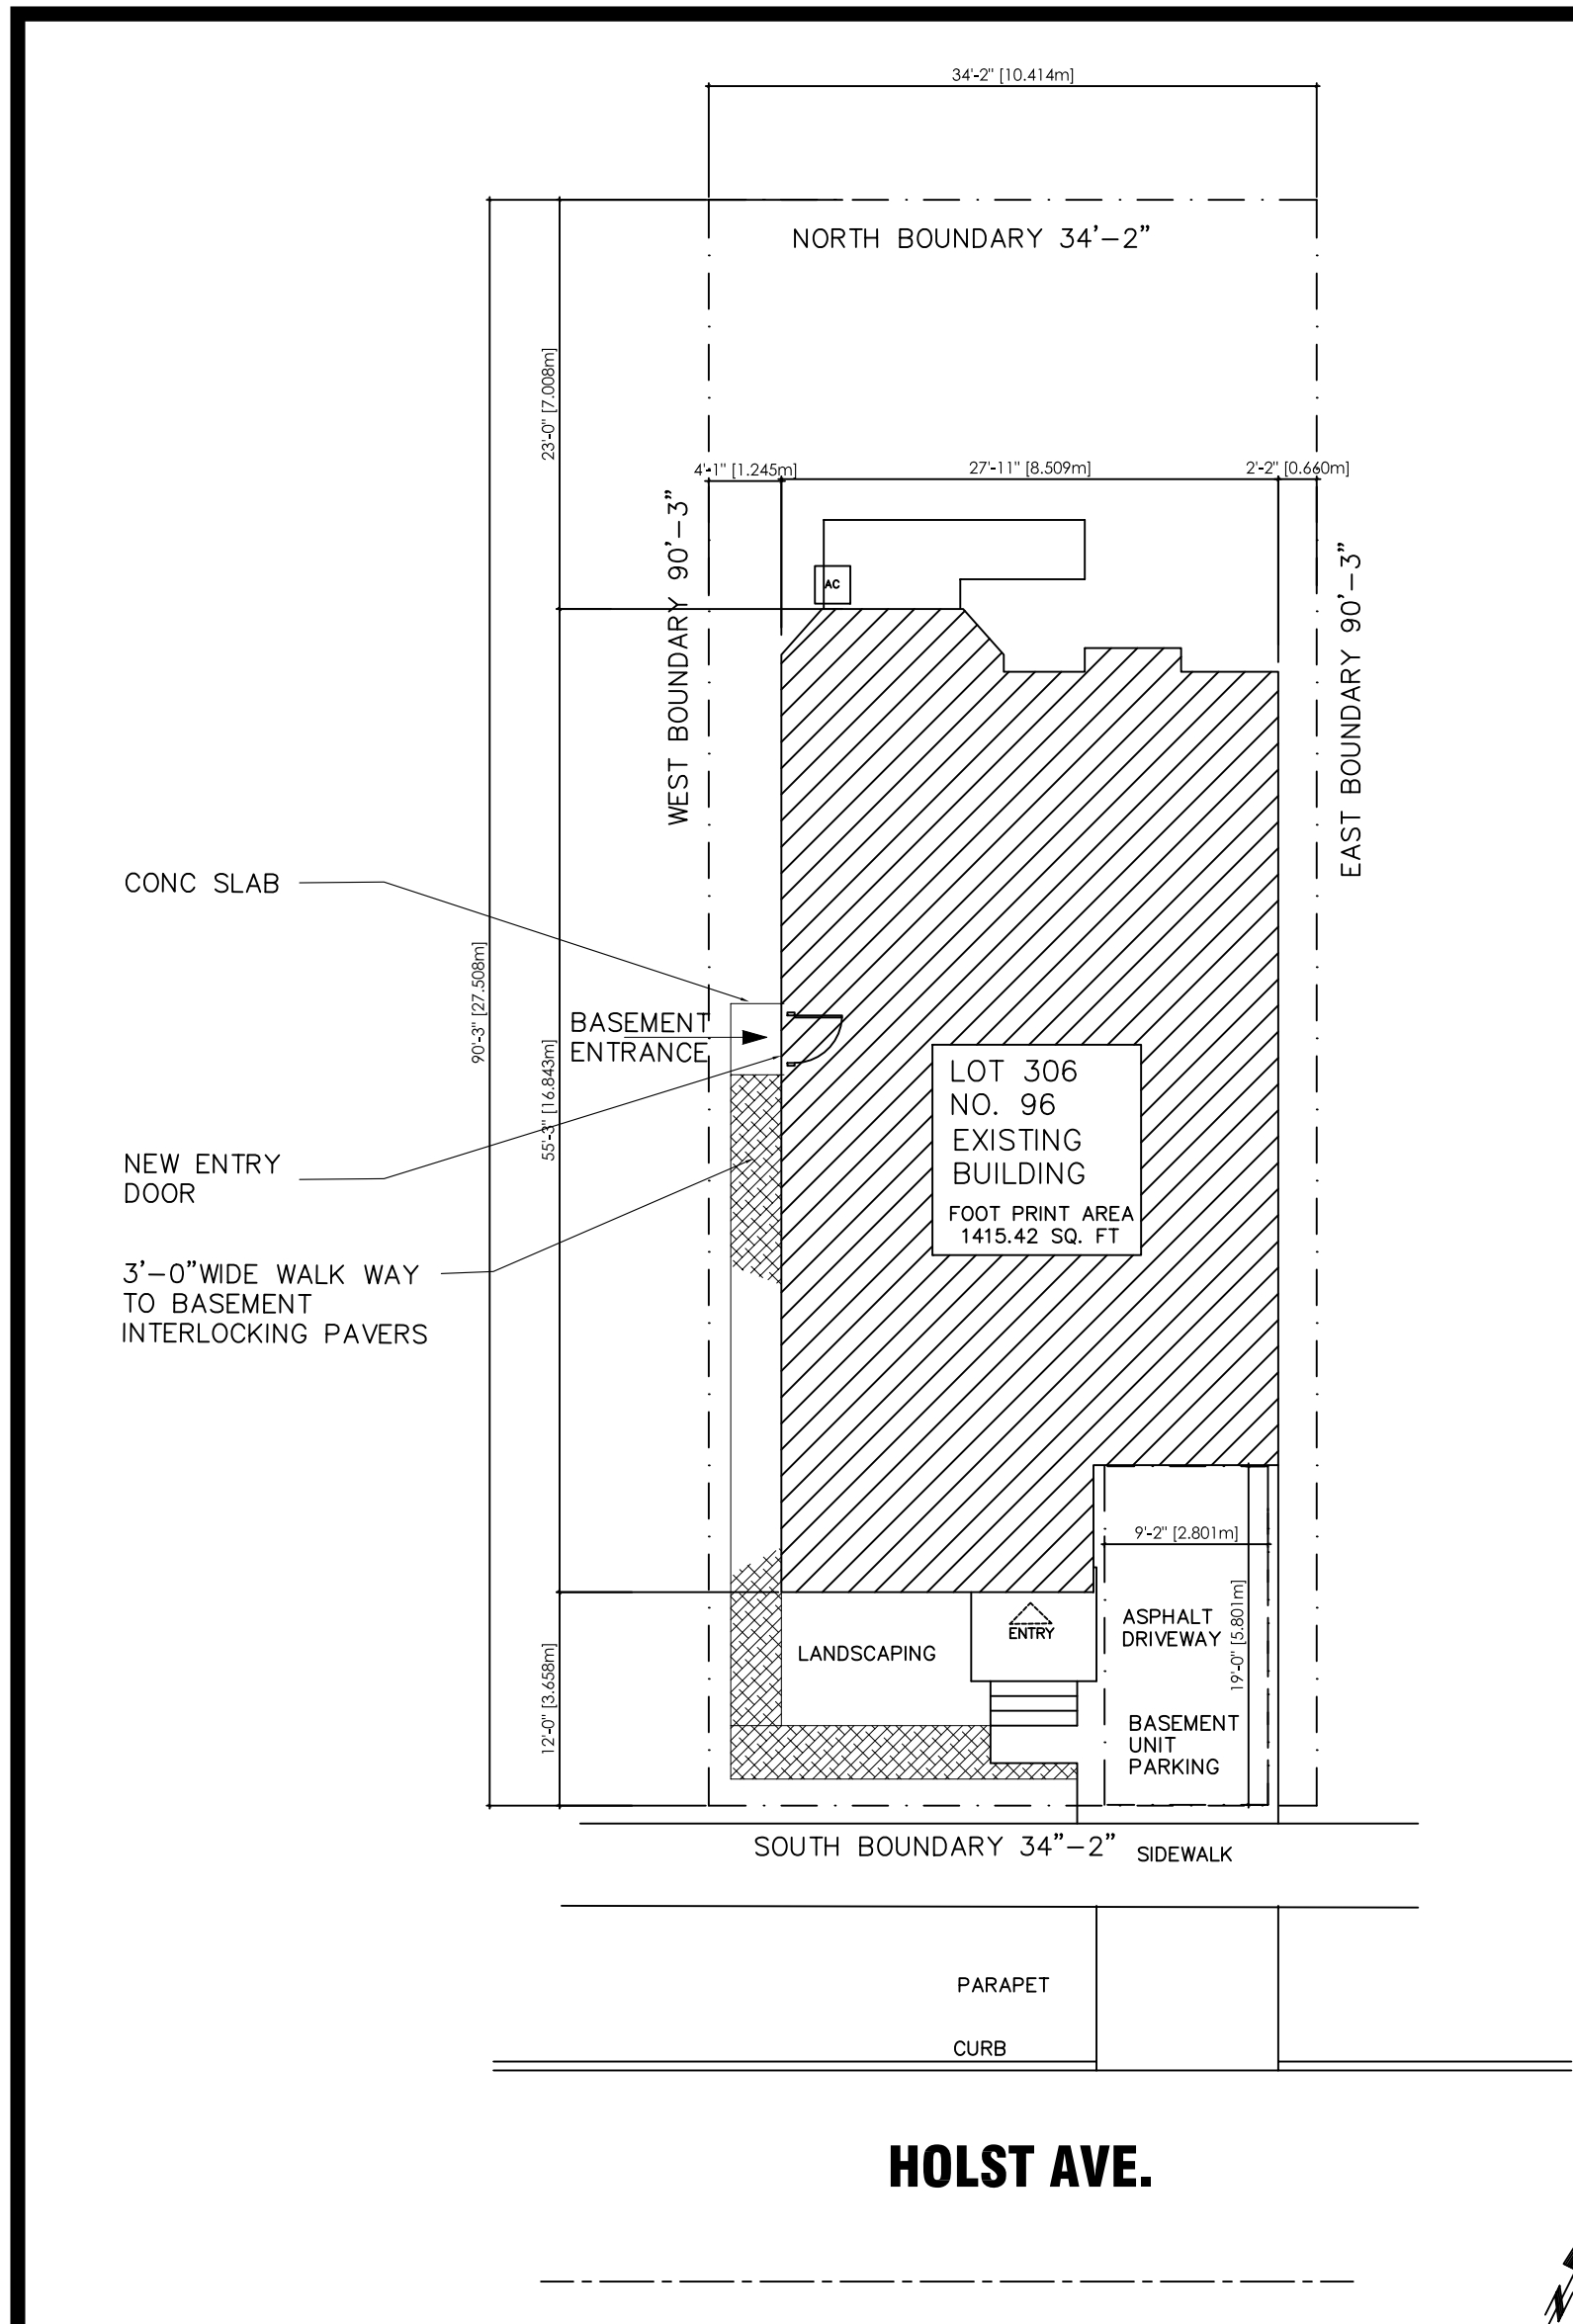 34'-2" [10.414m]
NORTH BOUNDARY 34'-2"
23'-0" [7.008m]
4'-1" [1.245m]
27'-11" [8.509m]
2'-2" [0.660m]
WEST BOUNDARY 90'-3"
EAST BOUNDARY 90'-3"
AC
CONC SLAB
90'-3" [27.508m]
55'-3" [16.843m]
BASEMENT
ENTRANCE
LOT 306
NO. 96
EXISTING
BUILDING
FOOT PRINT AREA
1415.42 SQ. FT
NEW ENTRY
DOOR
3'-0"WIDE WALK WAY
TO BASEMENT
INTERLOCKING PAVERS
9'-2" [2.801m]
ASPHALT
DRIVEWAY
19'-0" [5.801m]
ENTRY
LANDSCAPING
12'-0" [3.658m]
BASEMENT
UNIT
PARKING
SOUTH BOUNDARY 34"-2"
SIDEWALK
PARAPET
CURB
HOLST AVE.
N